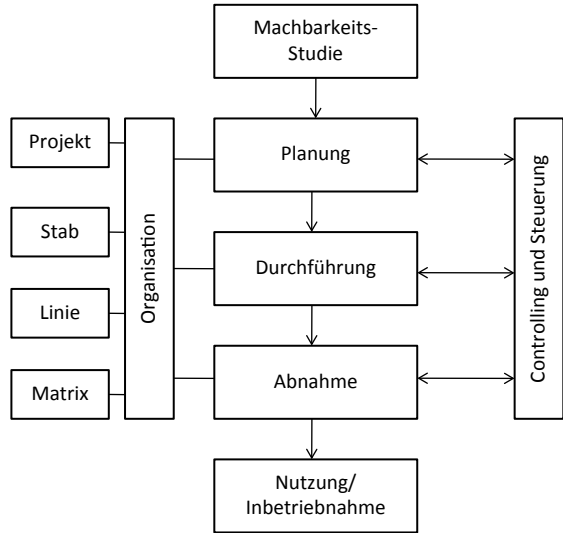 Machbarkeits-
Studie
Projekt
Stab
Linie
Matrix
Organisation
Planung
Durchführung
Abnahme
Nutzung/
Inbetriebnahme
Controlling und Steuerung